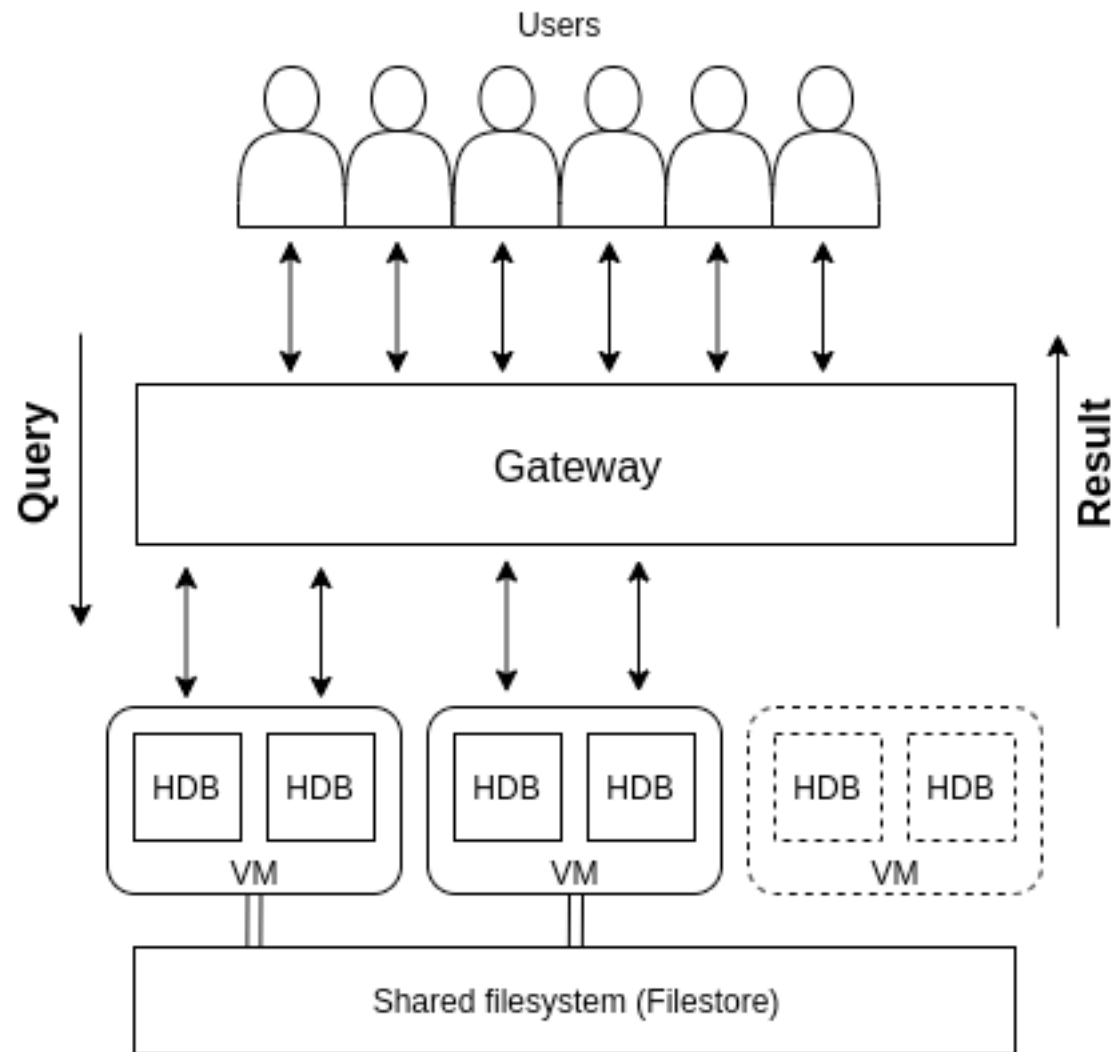 Users
Query
Gateway
Result
HDB
HDB
VM
HDB
HDB
VM
HDB
HDB
VM
Shared filesystem (Filestore)